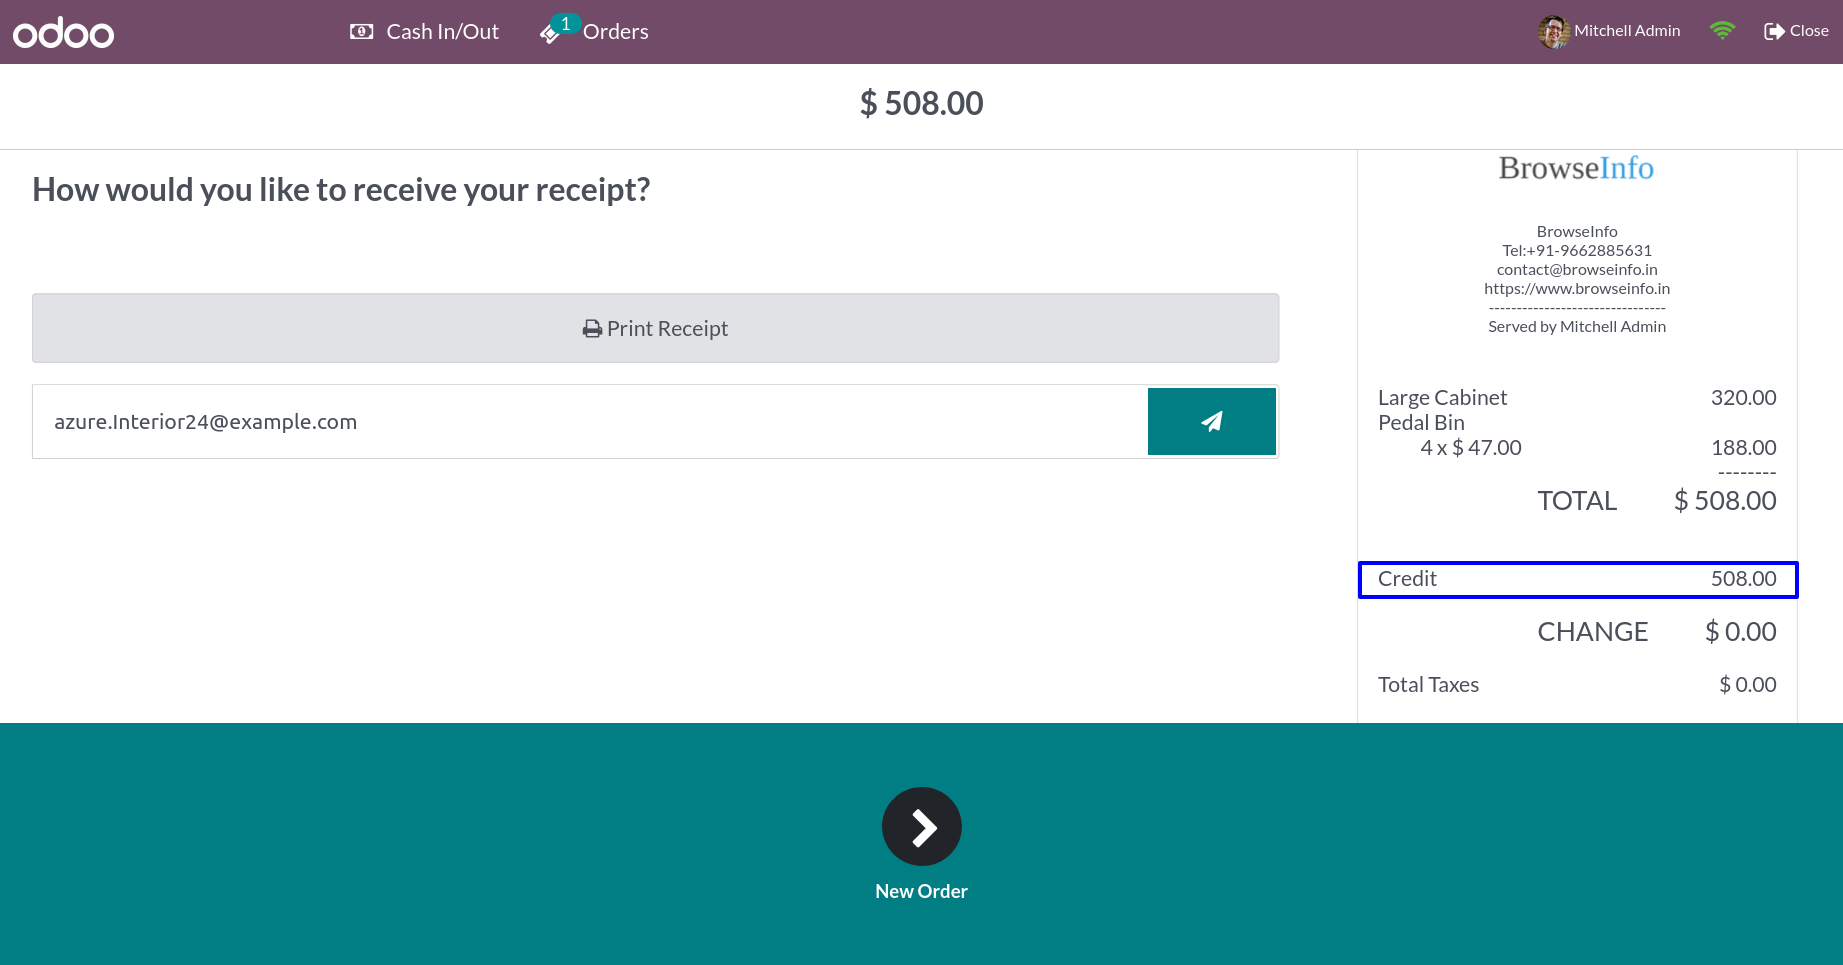 odoo
Cash In/Out
1
Orders
Mitchell Admin
Close
$ 508.00
How would you like to receive your receipt?
Print Receipt
azure.Interior24@example.com
BrowseInfo
BrowseInfo
Tel:+91-9662885631
contact@browseinfo.in
https://www.browseinfo.in
--------------------------------
Served by Mitchell Admin
Large Cabinet 320.00
Pedal Bin
4 x $ 47.00 188.00
--------
TOTAL $ 508.00
Credit 508.00
CHANGE $ 0.00
Total Taxes $ 0.00
New Order